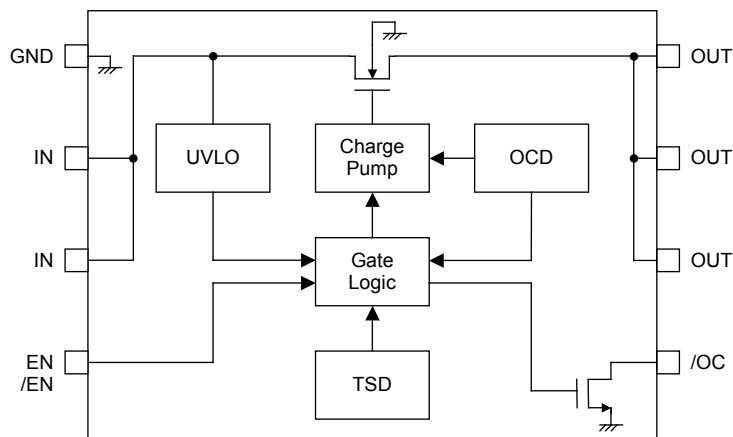 GND
OUT
IN
UVLO
Charge
Pump
OCD
OUT
IN
Gate
Logic
OUT
EN
/EN
TSD
/OC